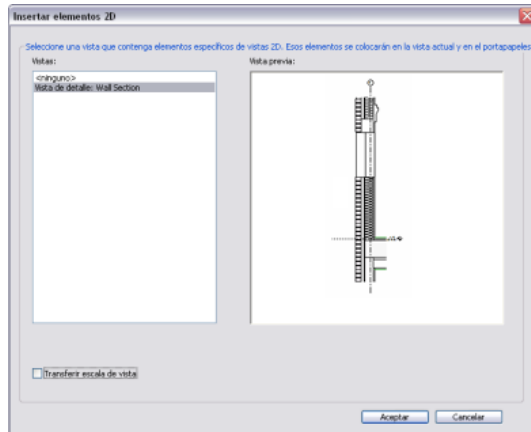 Insertar elementos 2D
Seleccione una vista que contenga elementos específicos de vistas 2D. Esos elementos se colocarán en la vista actual y en el portapapeles
Vistas:
Vista previa:
<ninguno>
Vista de detalle: Wall Section
Transferir escala de vista
Aceptar
Cancelar